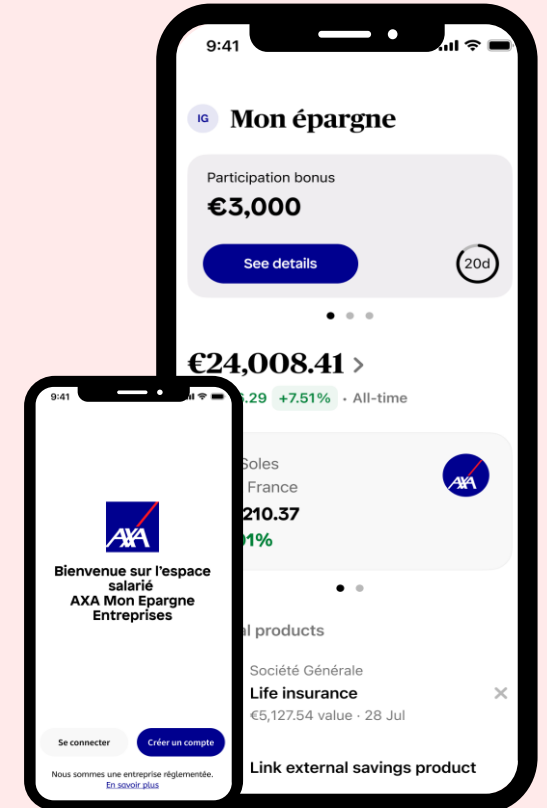 9:41
IG Mon épargne
Participation bonus
€3,000
See details
20d
€24,008.41
.29 +7.51% · All-time
Soles
France
AXA
210.37
1%
products
Société Générale
Life insurance
€5,127.54 value · 28 Jul
Link external savings product
9:41
AXA
Bienvenue sur l'espace
salarié
AXA Mon Epargne
Entreprises
Se connecter
Créer un compte
Nous sommes une entreprise réglementée.
En savoir plus